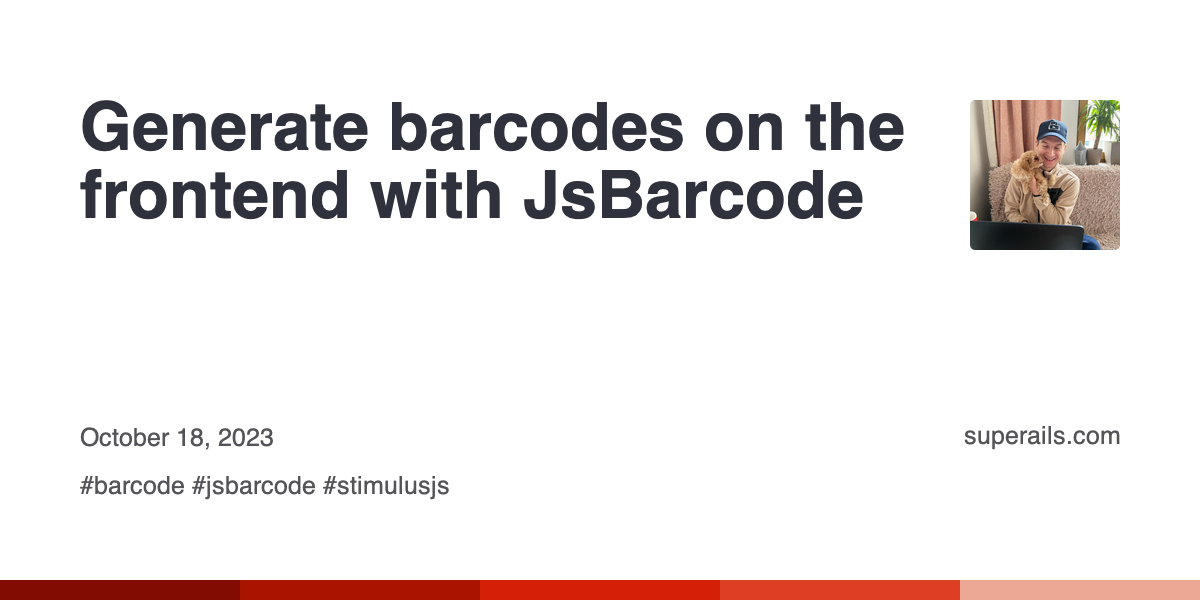 Generate barcodes on the
frontend with JsBarcode
October 18, 2023
superails.com
#barcode #jsbarcode #stimulusjs